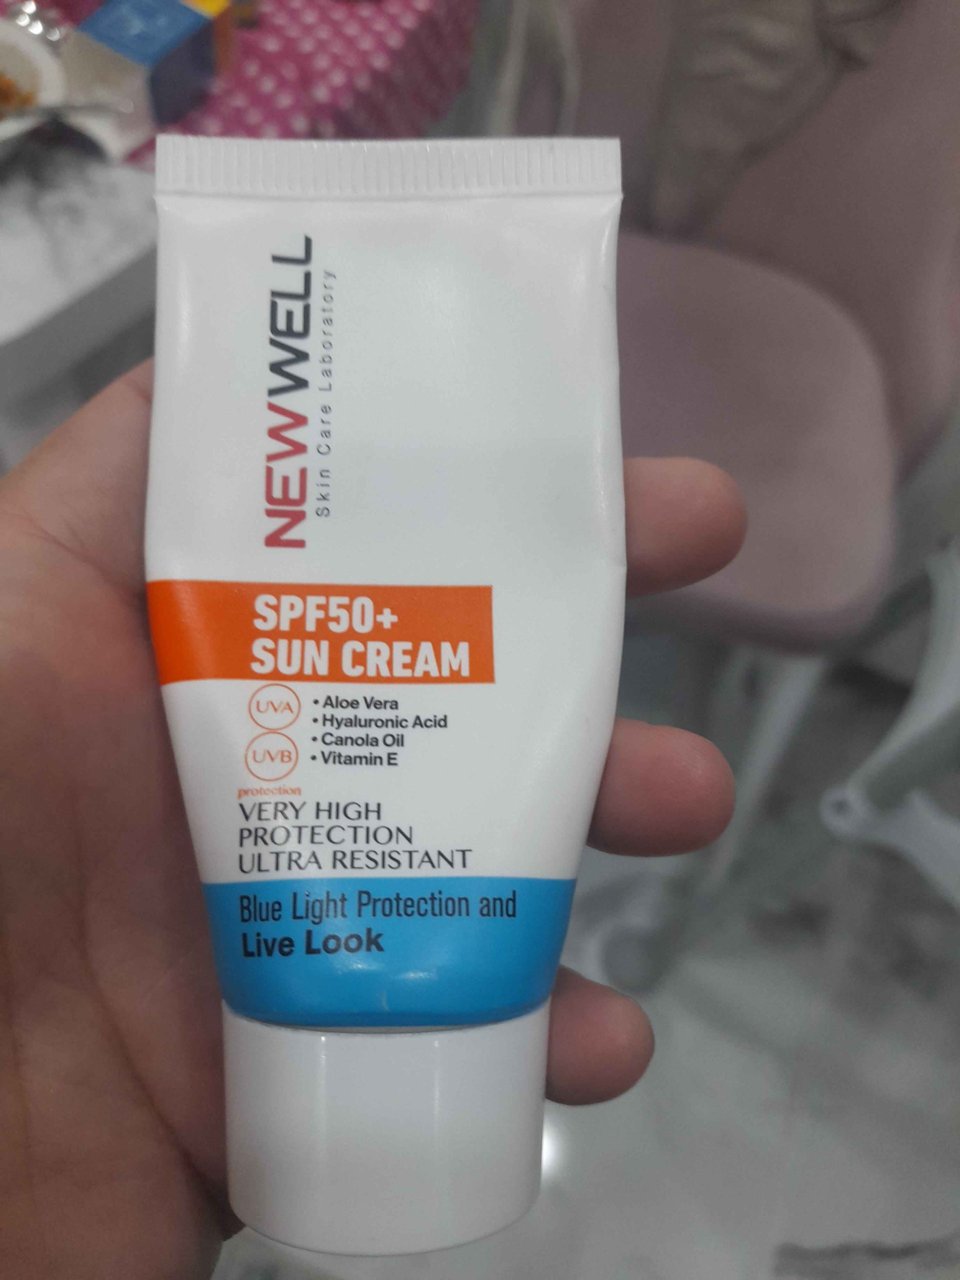 NEWWELL
Skin Care Laboratory
SPF50+
SUN CREAM
UVA
UVB
protection
• Aloe Vera
• Hyaluronic Acid
• Canola Oil
• Vitamin E
VERY HIGH
PROTECTION
ULTRA RESISTANT
Blue Light Protection and
Live Look